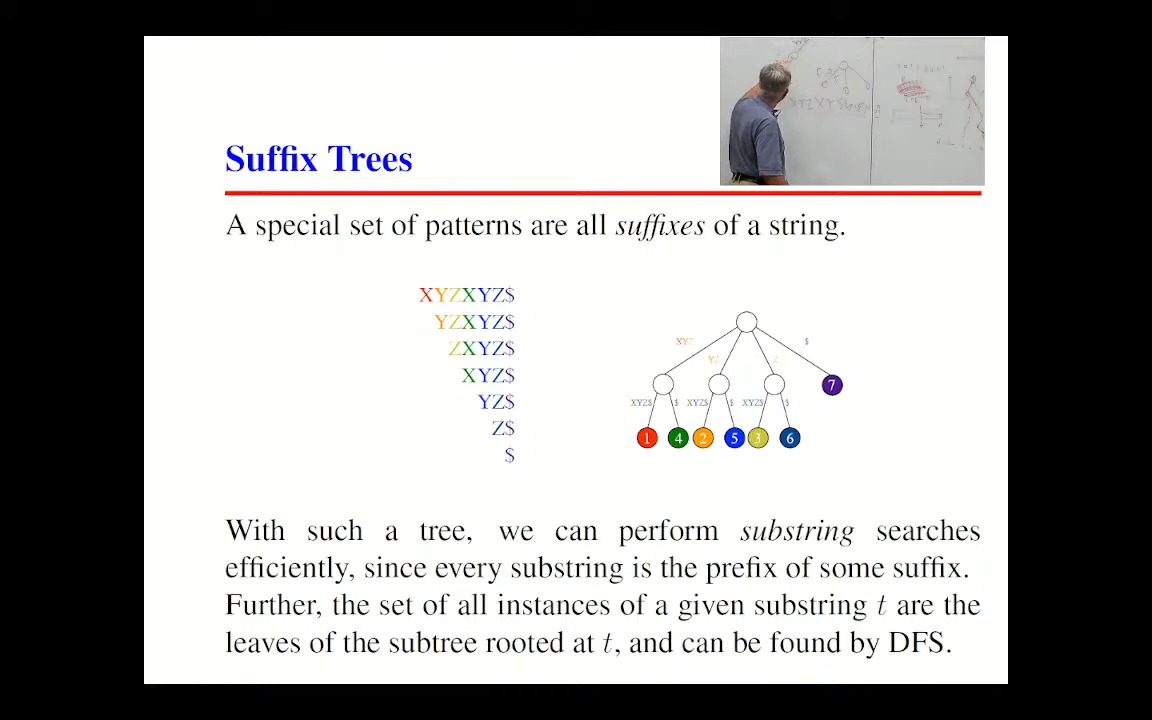 Suffix Trees
A special set of patterns are all suffixes of a string.
XYZXYZ$
YZXYZ$
ZXYZ$
XYZ$
YZ$
Z$
$
XYZ
YZ
Z
$
XYZ$ $ XYZ$ $ XYZ$ $
7
1 4 2 5 3 6
With such a tree, we can perform substring searches
efficiently, since every substring is the prefix of some suffix.
Further, the set of all instances of a given substring t are the
leaves of the subtree rooted at t, and can be found by DFS.